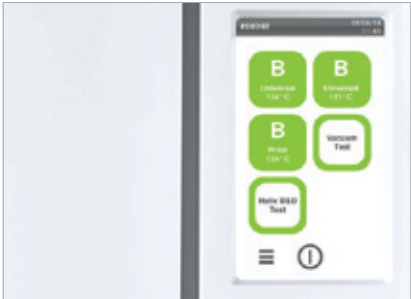 B
Universal
134 °C
B
Universal
121 °C
B
Prion
134 °C
Vacuum
Test
Helix B&D
Test